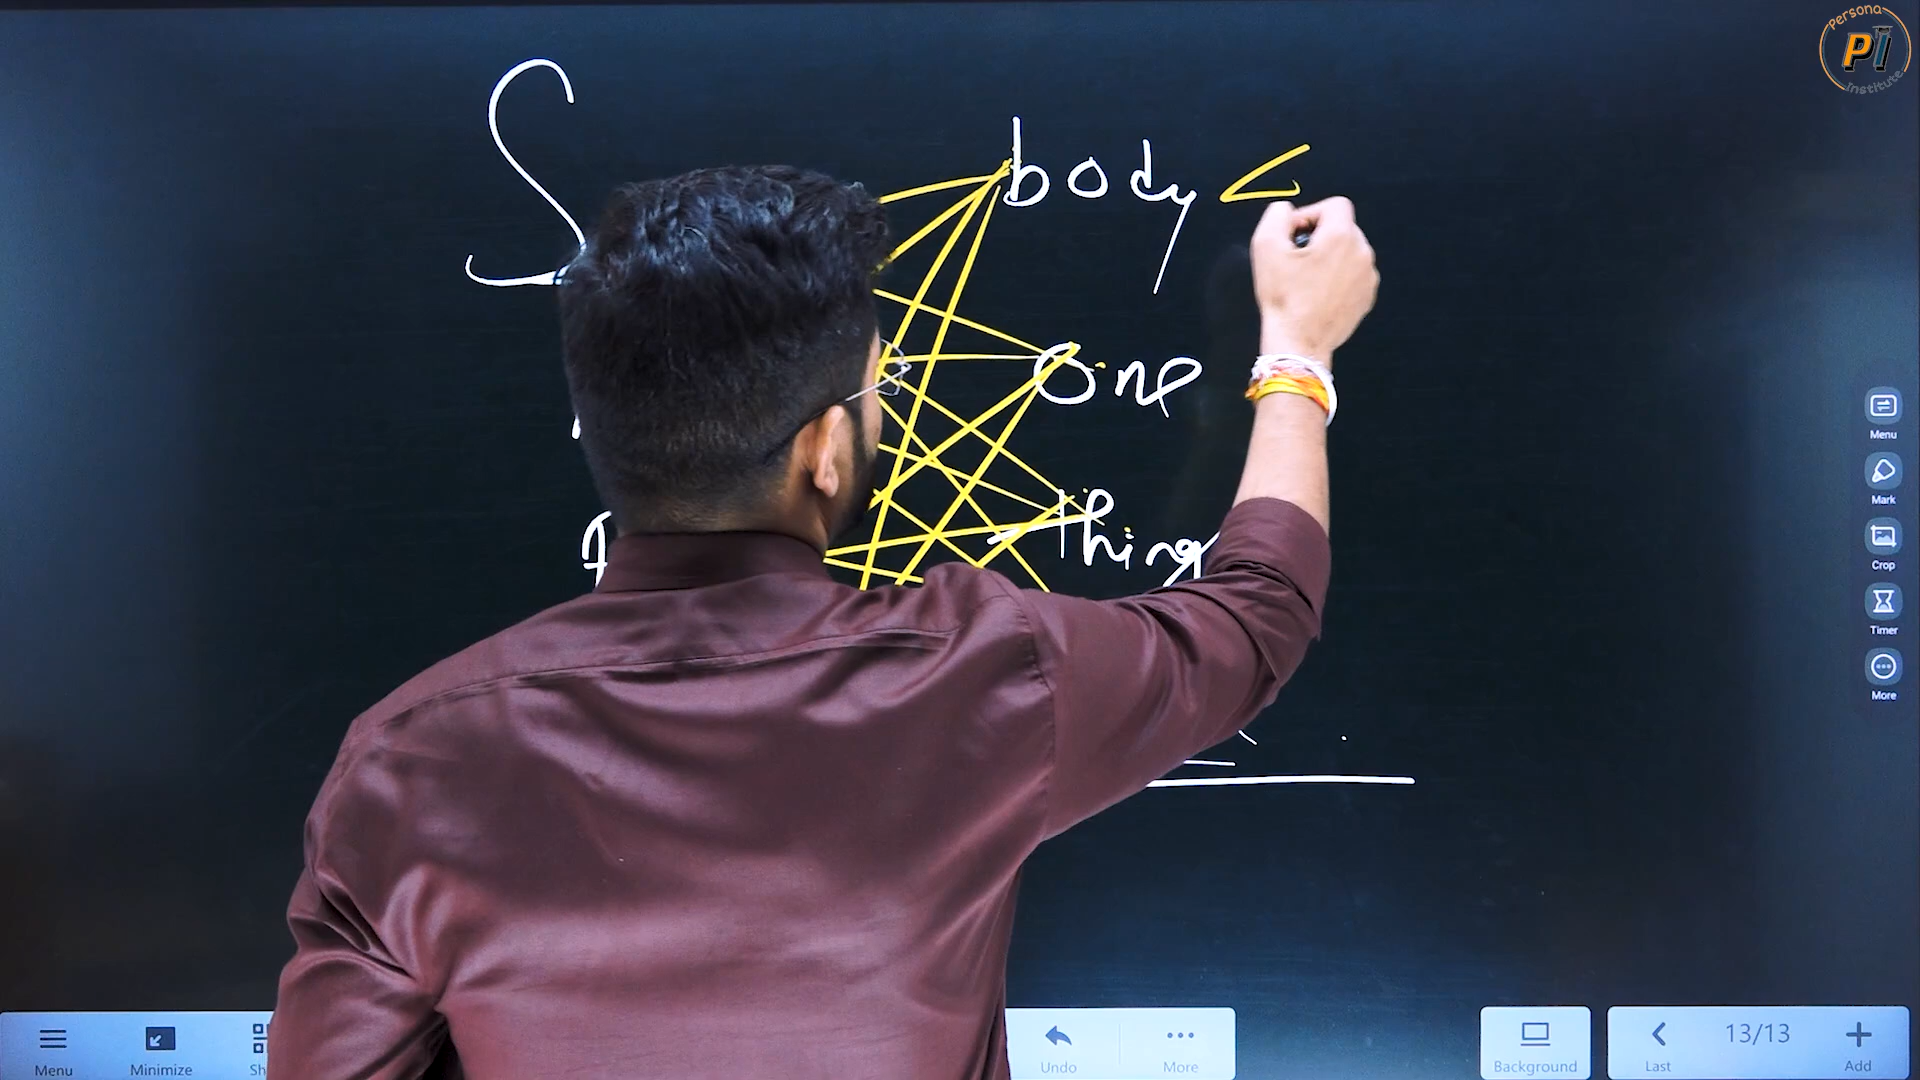 Persona
PI
Institute
S
body
one
thing
Menu
Mark
Crop
Timer
More
Menu
Minimize
Undo
More
Background
Last
13/13
Add